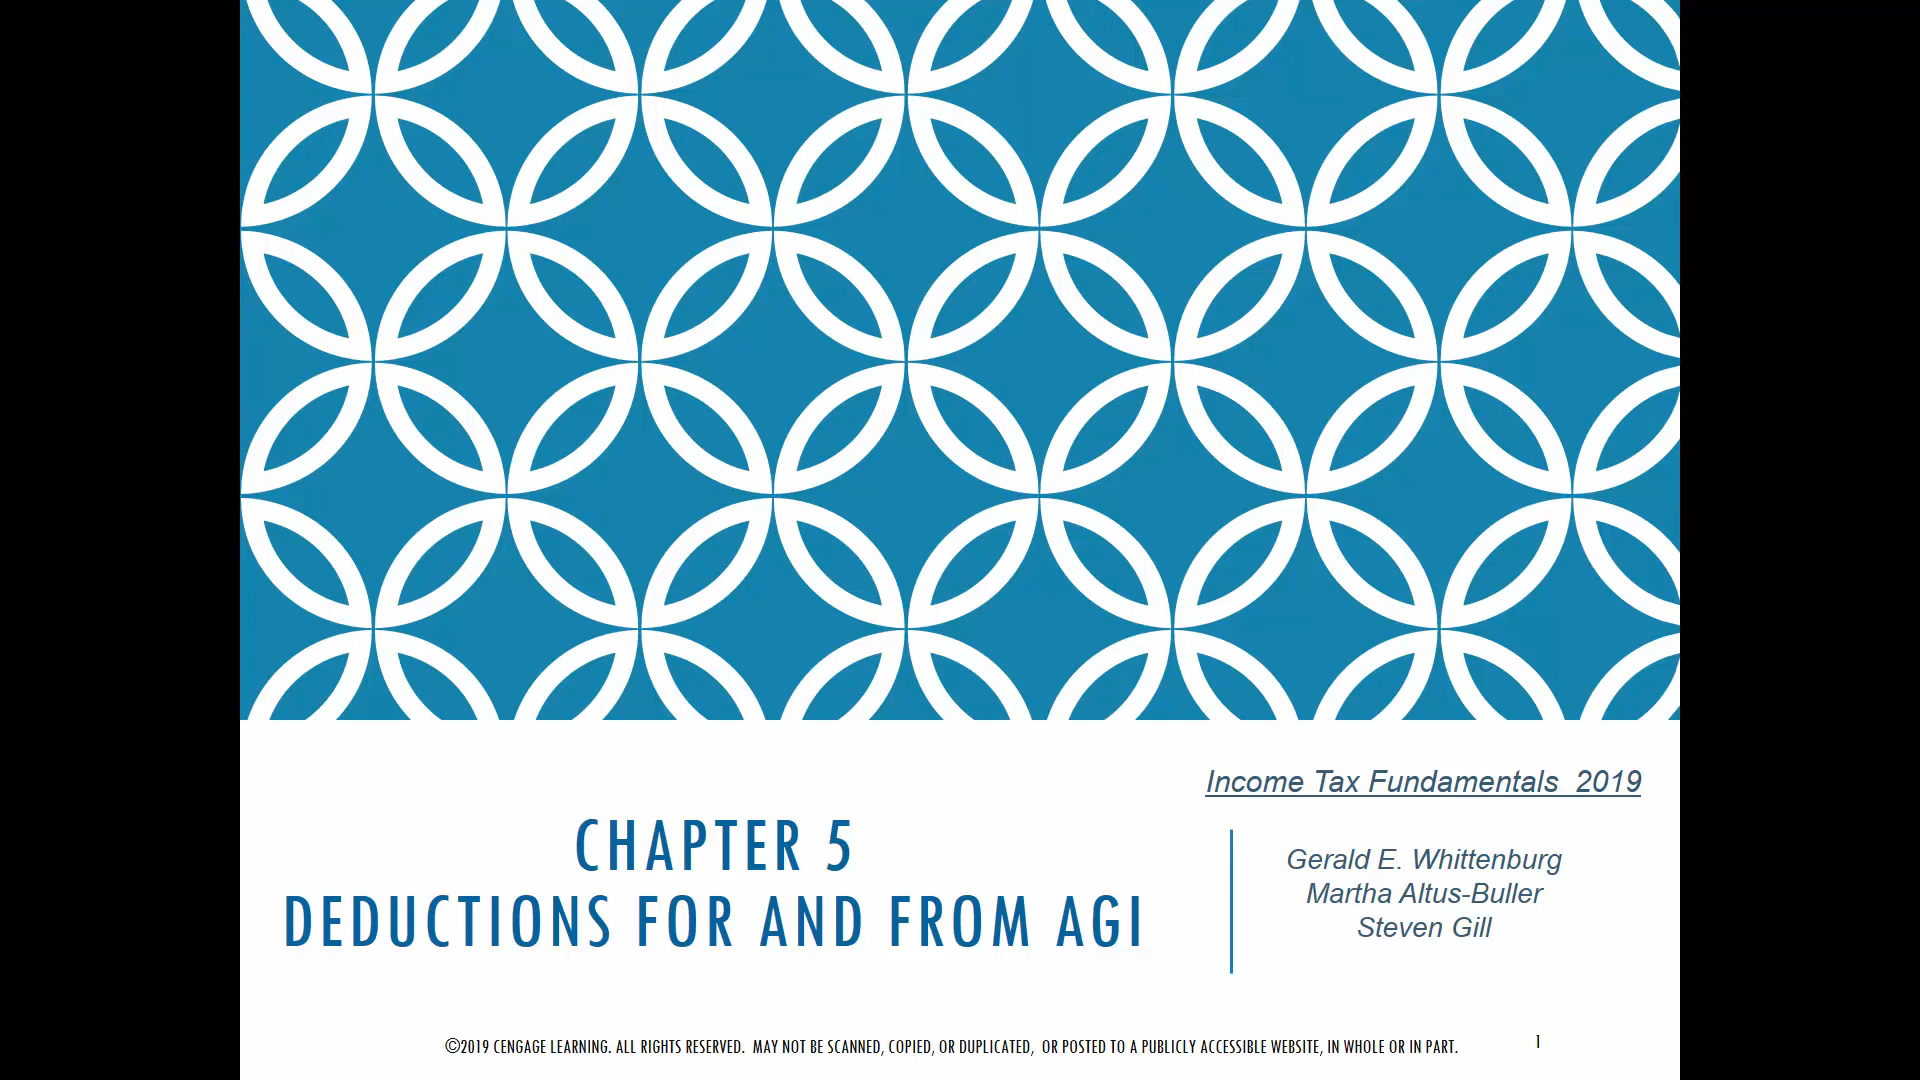 Income Tax Fundamentals  2019
CHAPTER 5
DEDUCTIONS FOR AND FROM AGI
Gerald E. Whittenburg
Martha Altus-Buller
Steven Gill
©2019 CENGAGE LEARNING. ALL RIGHTS RESERVED.  MAY NOT BE SCANNED, COPIED, OR DUPLICATED,  OR POSTED TO A PUBLICLY ACCESSIBLE WEBSITE, IN WHOLE OR IN PART.
1